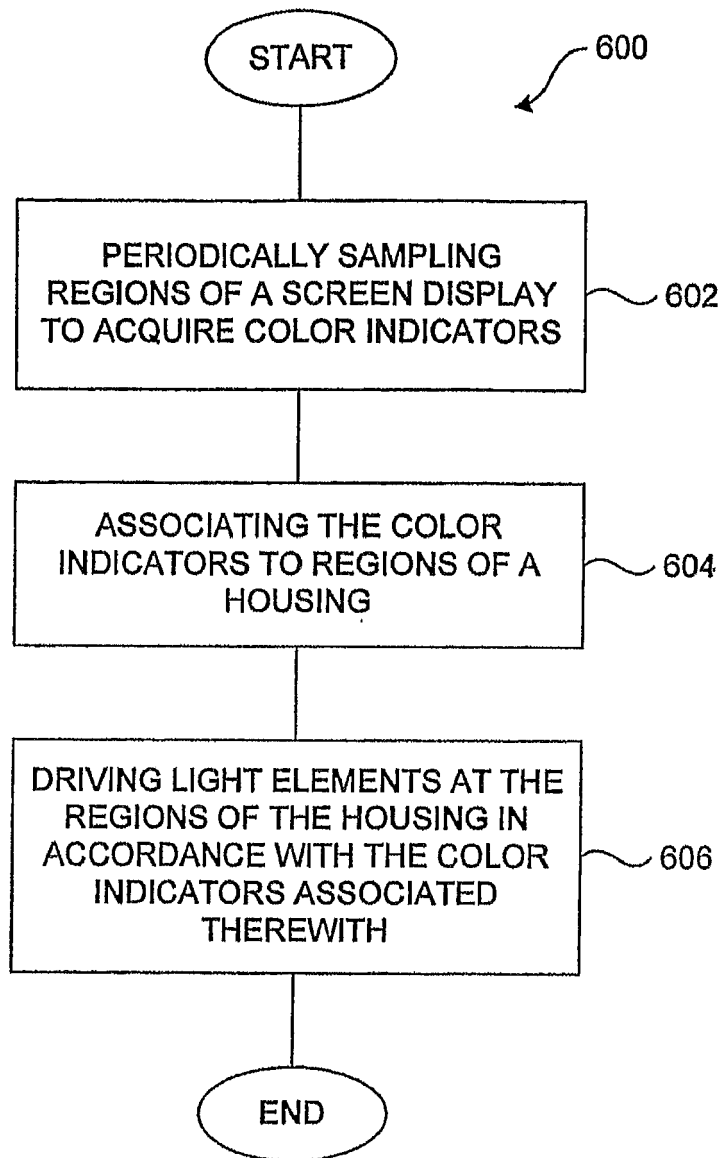 START
600
PERIODICALLY SAMPLING
REGIONS OF A SCREEN DISPLAY
TO ACQUIRE COLOR INDICATORS
602
ASSOCIATING THE COLOR
INDICATORS TO REGIONS OF A
HOUSING
604
DRIVING LIGHT ELEMENTS AT THE
REGIONS OF THE HOUSING IN
ACCORDANCE WITH THE COLOR
INDICATORS ASSOCIATED
THEREWITH
606
END